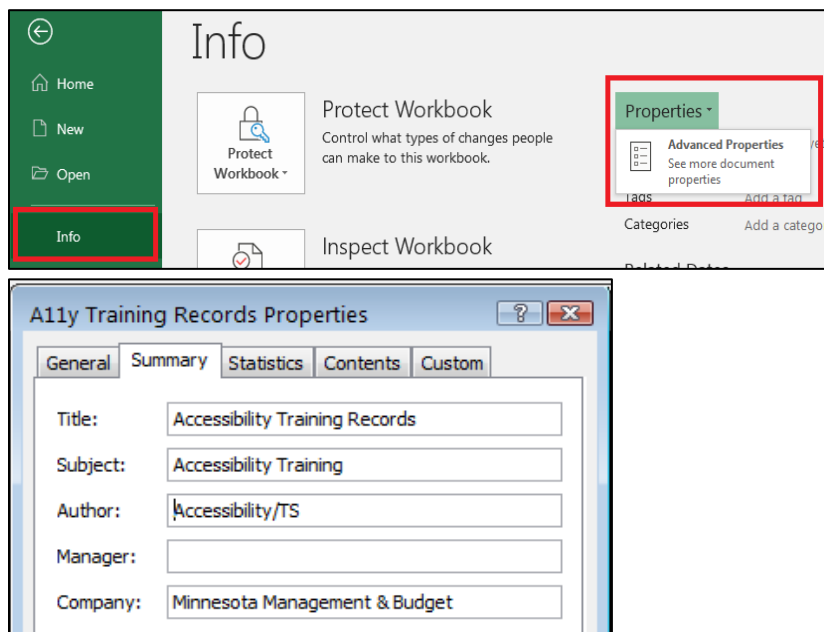 Info
Home
New
Open
Info
Protect
Workbook
Protect Workbook
Control what types of changes people
can make to this workbook.
Inspect Workbook
Properties
Advanced Properties
See more document
properties
Tags Add a tag
Categories Add a catego
A11y Training Records Properties
General Summary Statistics Contents Custom
Title: Accessibility Training Records
Subject: Accessibility Training
Author: Accessibility/TS
Manager:
Company: Minnesota Management & Budget